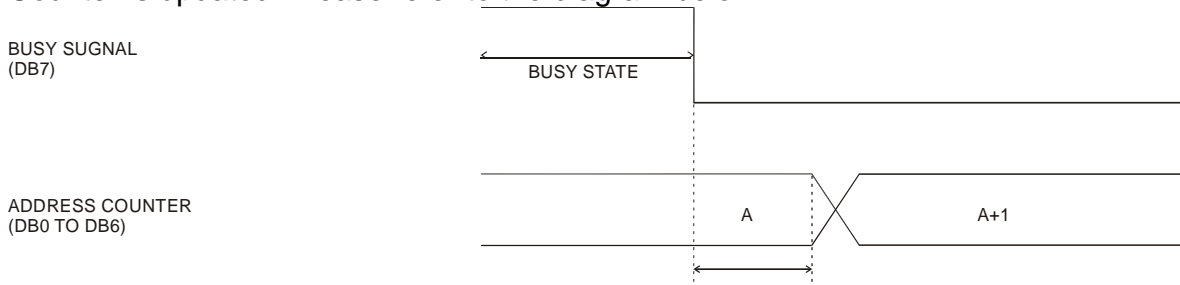 BUSY SUGNAL
(DB7)
BUSY STATE
ADDRESS COUNTER
(DB0 TO DB6)
A
A+1